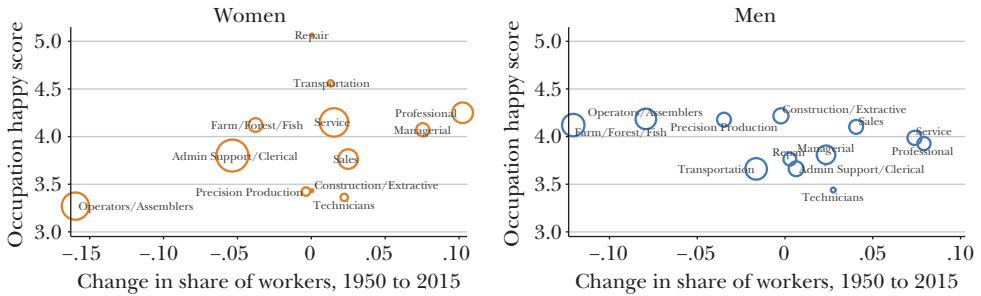 Women
Occupation happy score
5.0
4.5
4.0
3.5
3.0
Repair
Transportation
Professional
Service
Managerial
Farm/Forest/Fish
Admin Support/Clerical
Sales
Precision Production
Construction/Extractive
Technicians
Operators/Assemblers
−.15
−.10
−.05
0
.05
.10
Change in share of workers, 1950 to 2015
Men
Occupation happy score
5.0
4.5
4.0
3.5
3.0
Operators/Assemblers
Construction/Extractive
Sales
Farm/Forest/Fish
Precision Production
Service
Professional
Managerial
Repair
Transportation
Admin Support/Clerical
Technicians
−.10
−.05
0
.05
.10
Change in share of workers, 1950 to 2015